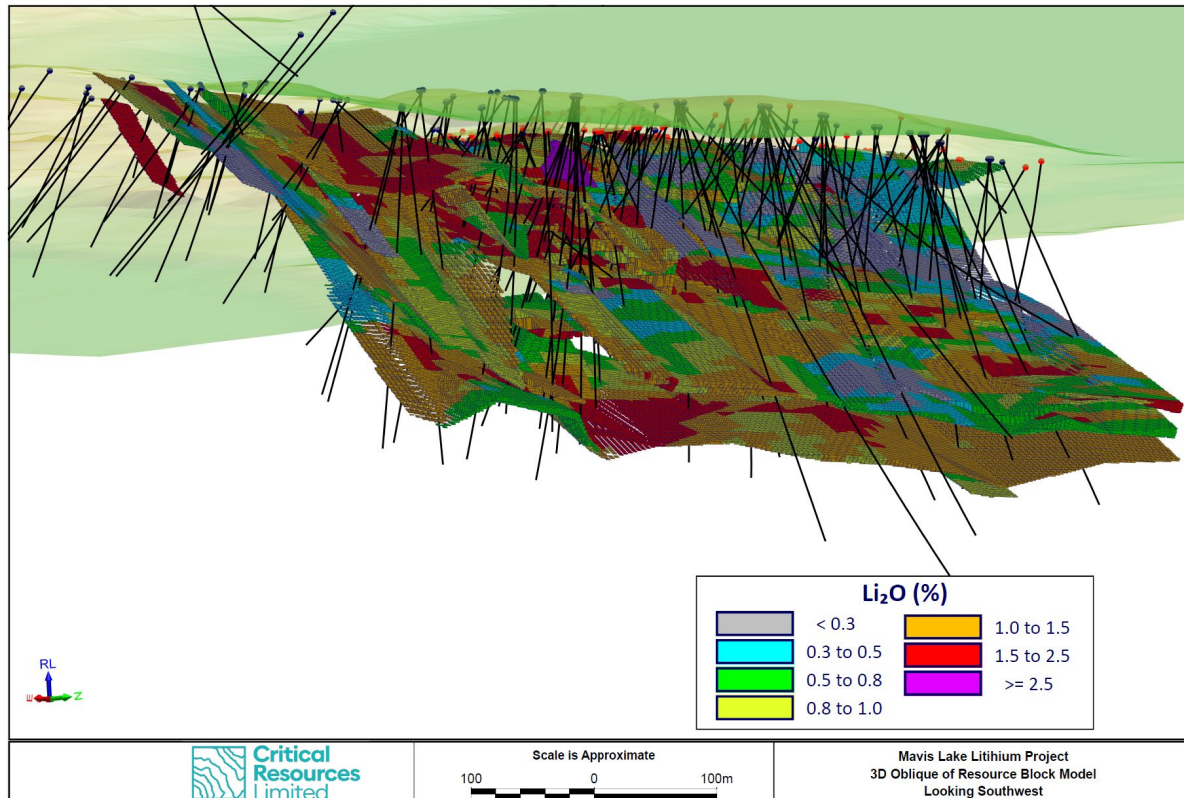 Li₂O (%)
< 0.3
0.3 to 0.5
0.5 to 0.8
0.8 to 1.0
1.0 to 1.5
1.5 to 2.5
>= 2.5
RL
E
N
Critical
Resources
Limited
Scale is Approximate
100 0 100m
Mavis Lake Lithium Project
3D Oblique of Resource Block Model
Looking Southwest